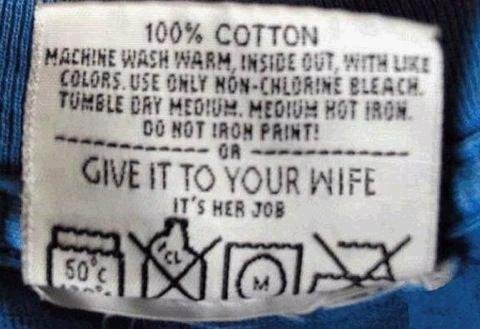 100% COTTON
MACHINE WASH WARM, INSIDE OUT, WITH LIKE
COLORS. USE ONLY NON-CHLORINE BLEACH.
TUMBLE DRY MEDIUM. MEDIUM HOT IRON.
DO NOT IRON PRINT!
OR
GIVE IT TO YOUR WIFE
IT'S HER JOB
50°C CL M